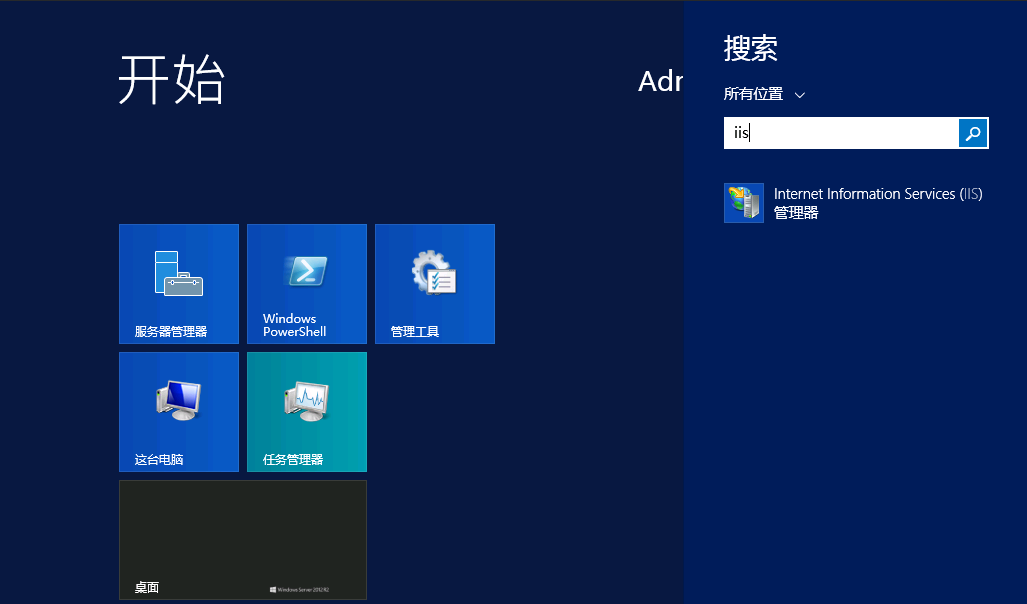 开始
Adr
搜索
所有位置
iis
Internet Information Services (IIS)
管理器
服务器管理器
Windows
PowerShell
管理工具
这台电脑
任务管理器
桌面
Windows Server 2012 R2